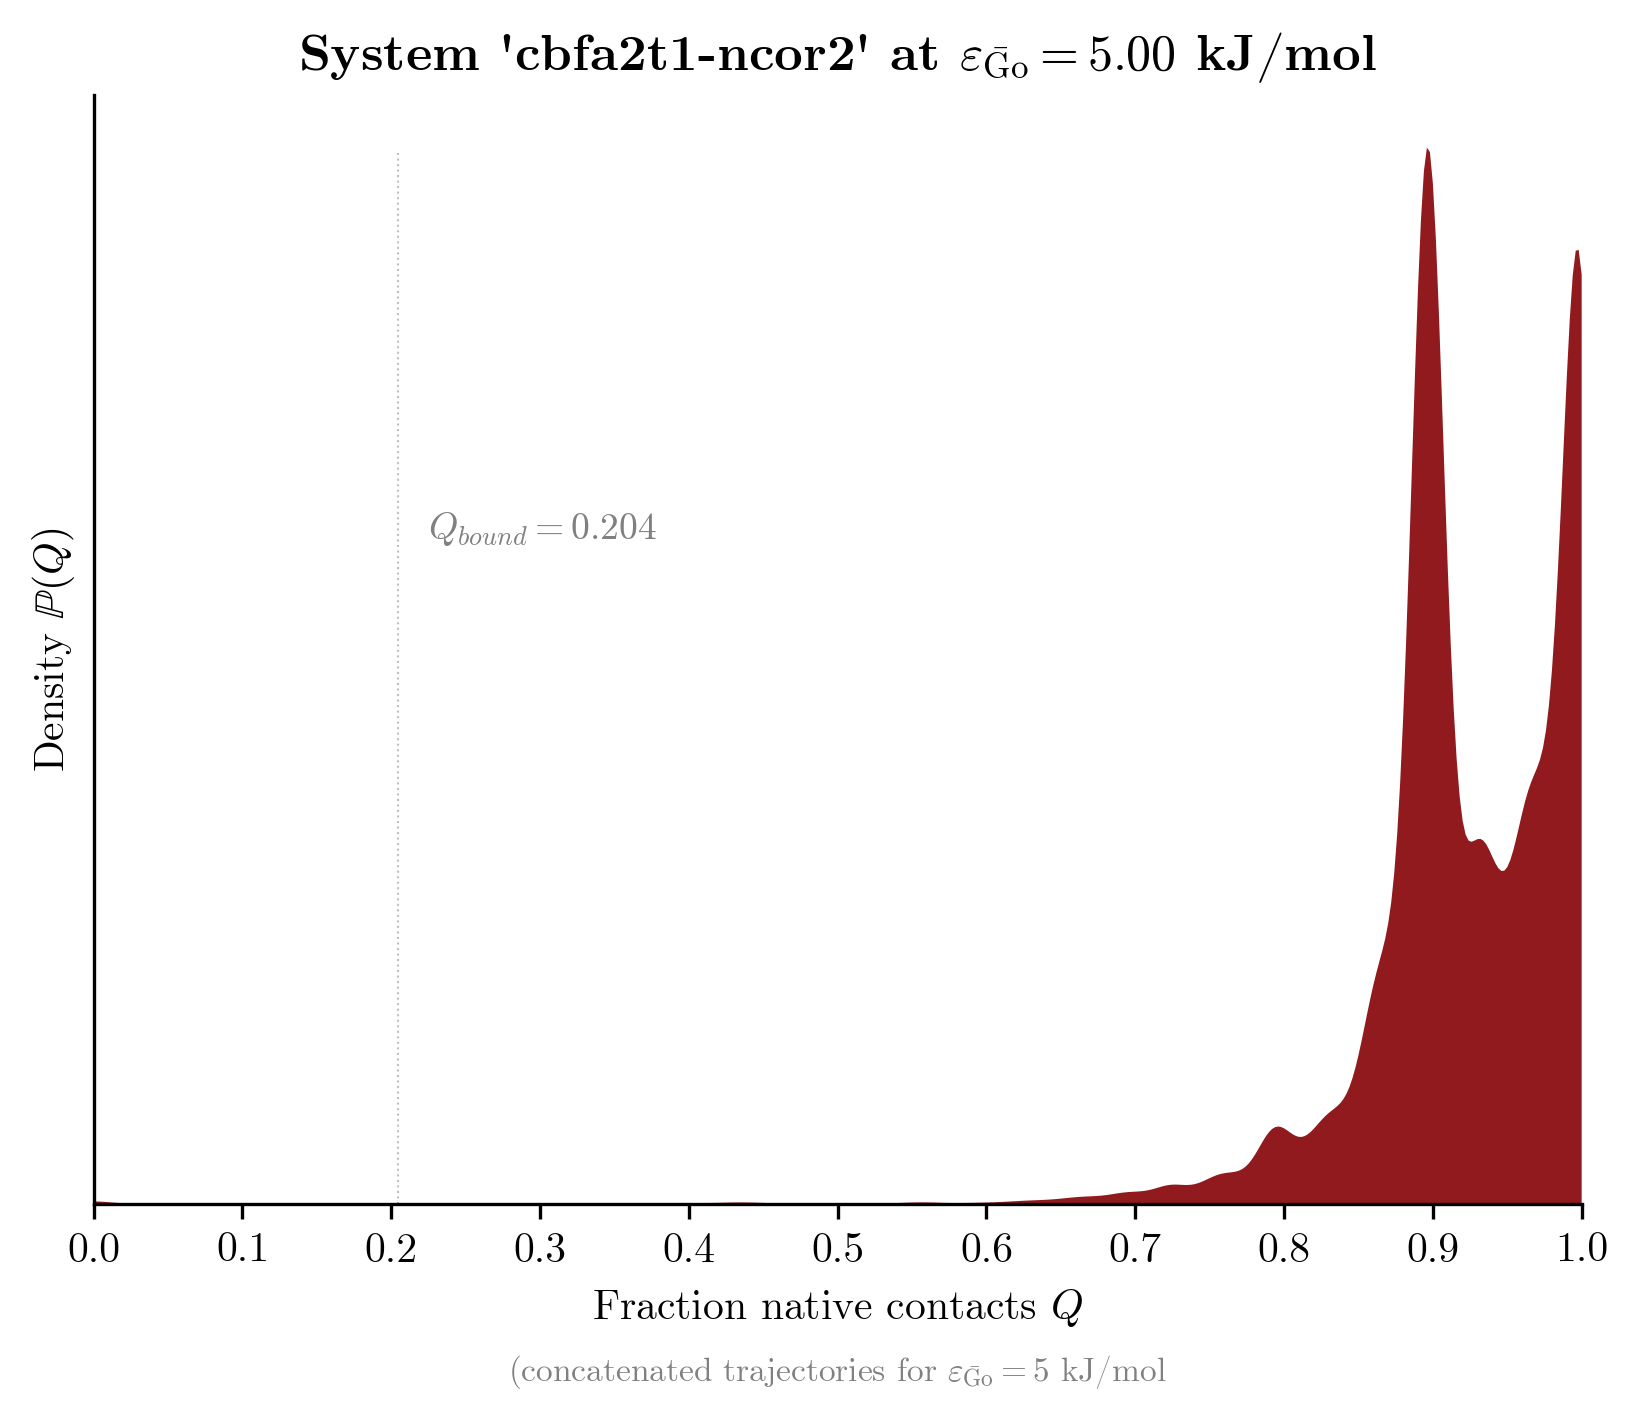 System 'cbfa2t1-ncor2' at ε_Ḡo = 5.00 kJ/mol
Density ℙ(Q)
Q_bound = 0.204
0.0 0.1 0.2 0.3 0.4 0.5 0.6 0.7 0.8 0.9 1.0
Fraction native contacts Q
(concatenated trajectories for ε_Ḡo = 5 kJ/mol